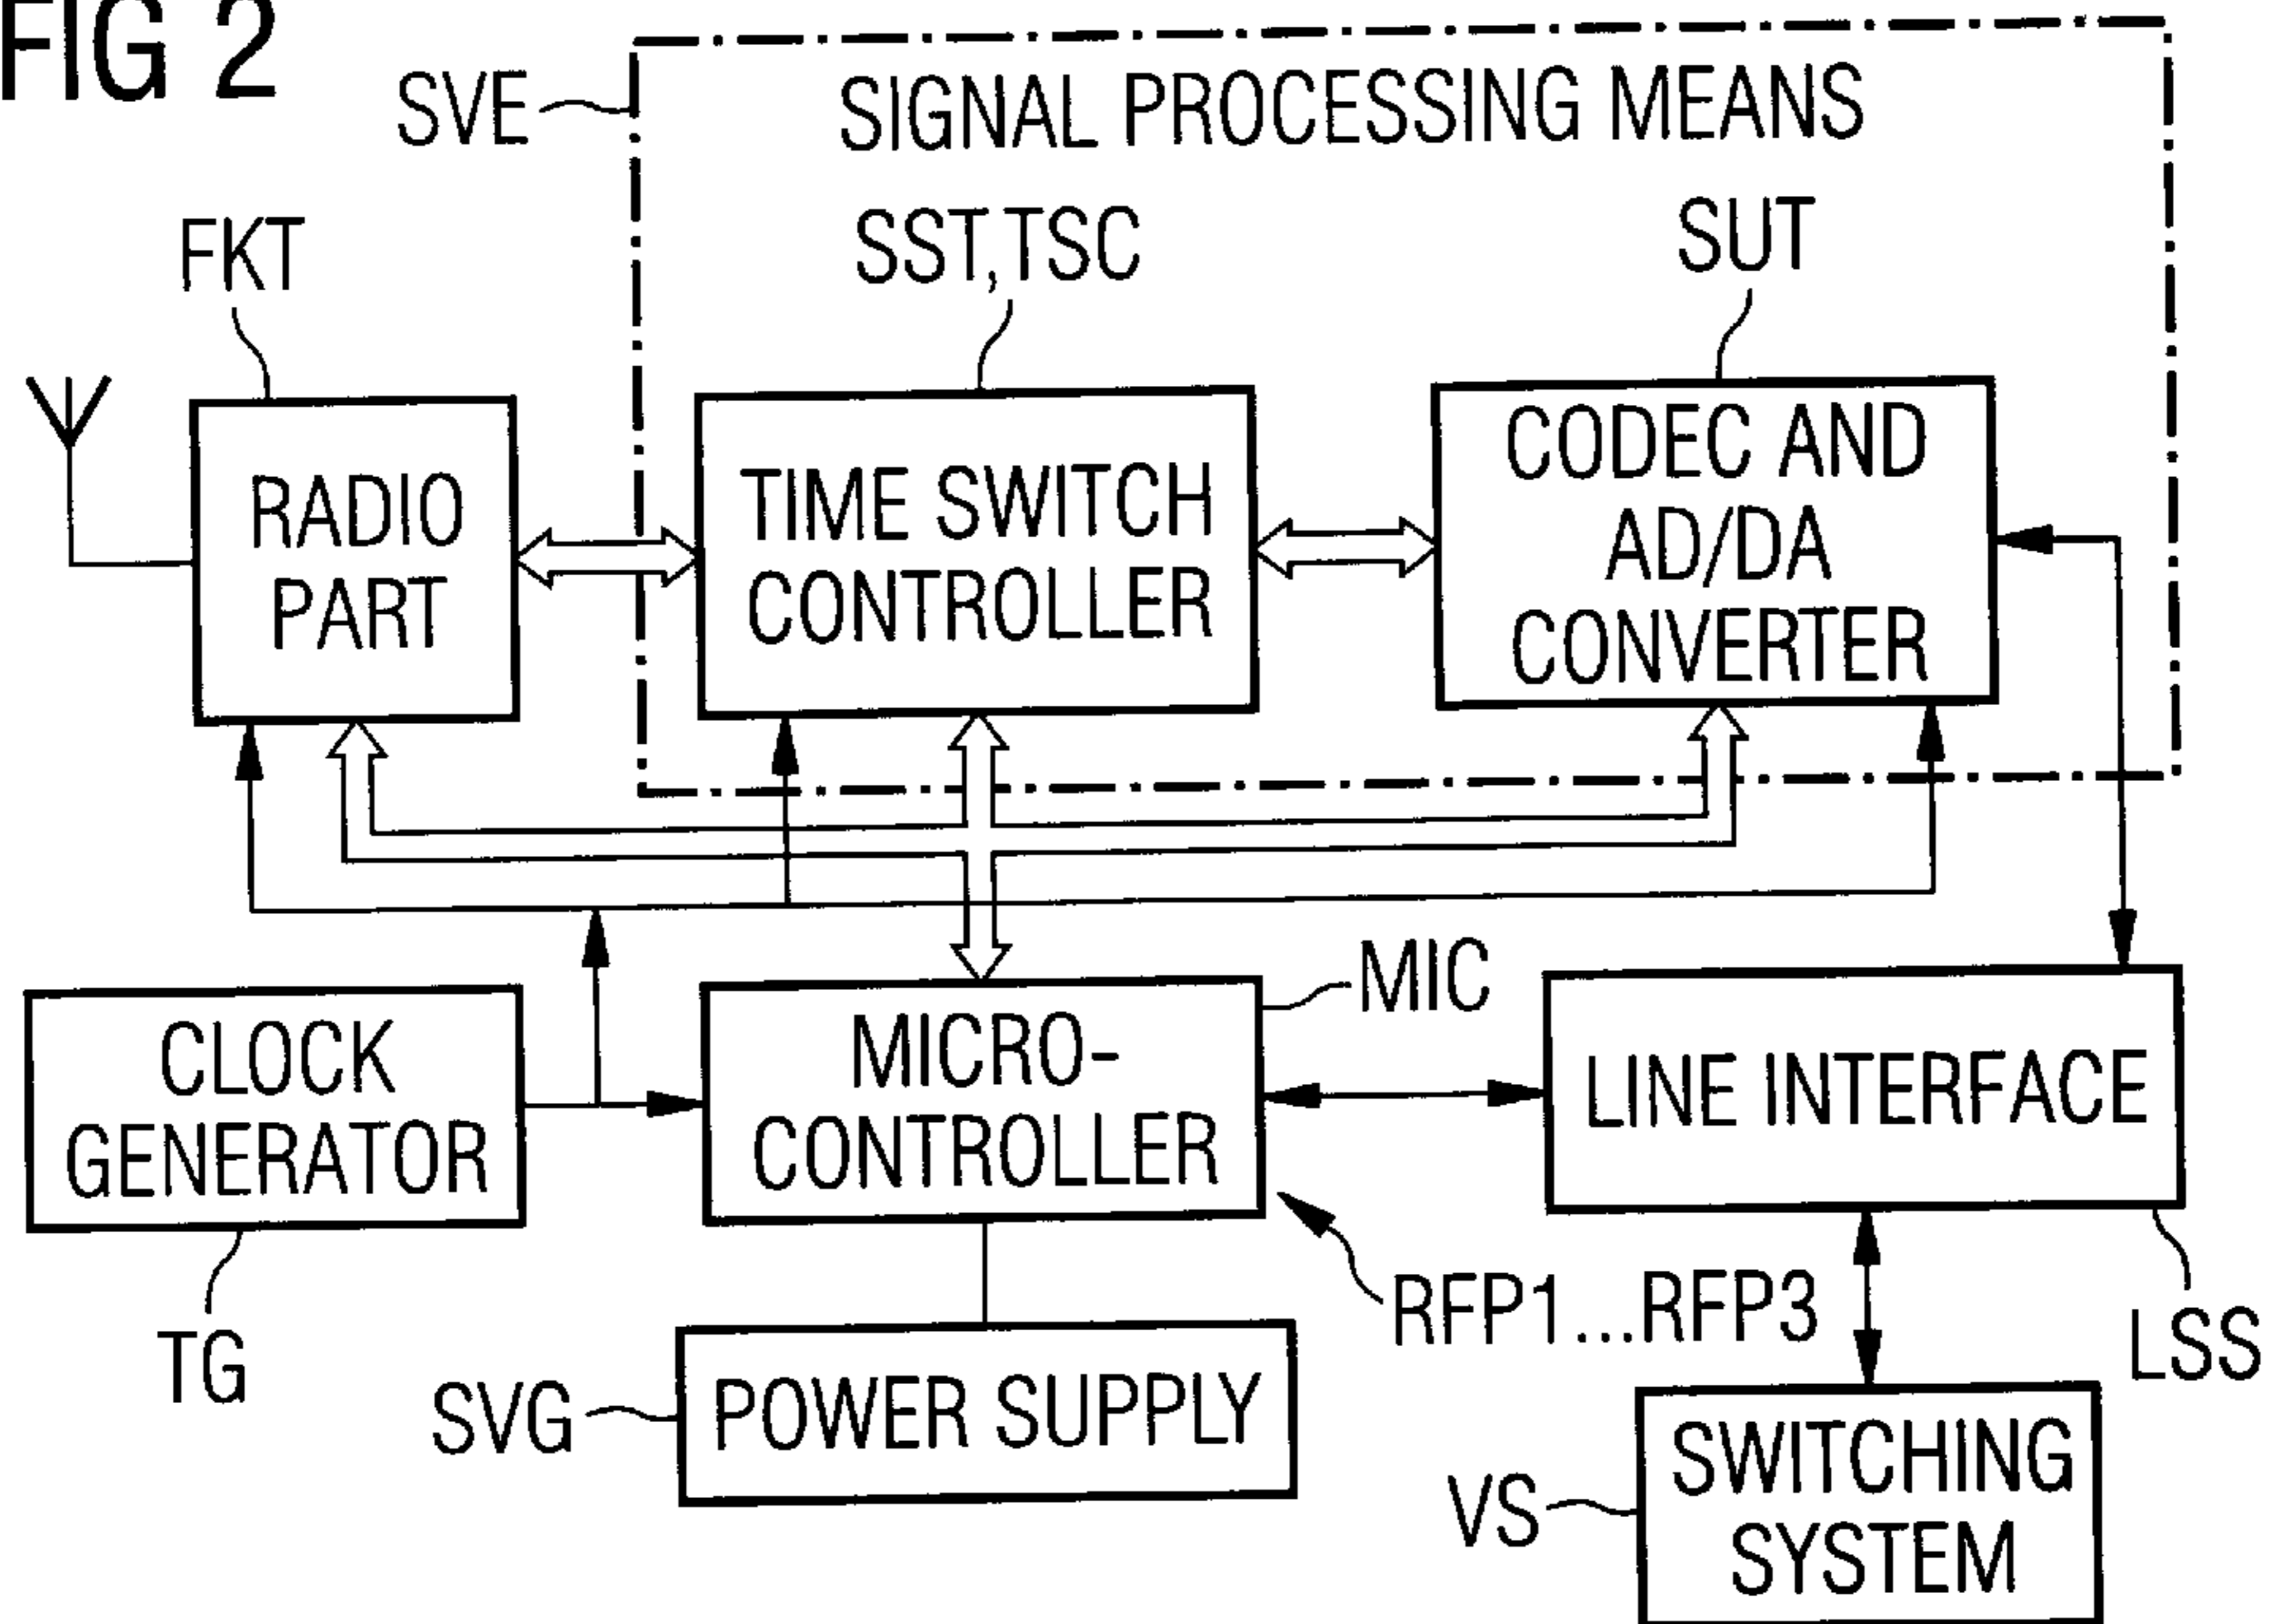 FIG 2
SVE
SIGNAL PROCESSING MEANS
FKT
SST,TSC
SUT
RADIO
PART
TIME SWITCH
CONTROLLER
CODEC AND
AD/DA
CONVERTER
CLOCK
GENERATOR
TG
MICRO-
CONTROLLER
MIC
LINE INTERFACE
RFP1...RFP3
LSS
SVG
POWER SUPPLY
VS
SWITCHING
SYSTEM